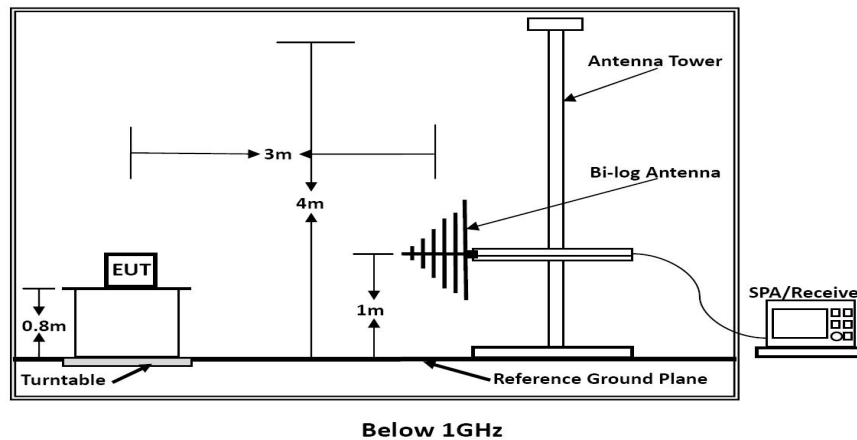 Antenna Tower
3m
Bi-log Antenna
4m
EUT
SPA/Receive
0.8m
1m
Turntable
Reference Ground Plane
Below 1GHz